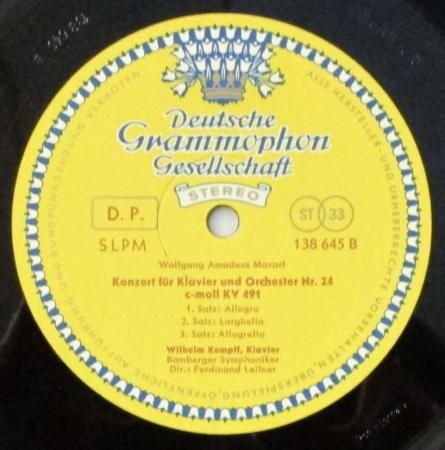 Deutsche
Grammophon
Gesellschaft
STEREO
D. P.
ST 33
SLPM
138 645 B
Wolfgang Amadeus Mozart
Konzert für Klavier und Orchester Nr. 24
c-moll KV 491
1. Satz: Allegro
2. Satz: Larghetto
3. Satz: Allegretto
Wilhelm Kempff, Klavier
Bamberger Symphoniker
Dir.: Ferdinand Leitner
ALLE HERSTELLER- UND URHEBERRECHTE VORBEHALTEN, ÜBERSPIELUNG, ÖFFENTLICHE AUFFÜHRUNG UND RUNDFUNKSENDUNG VERBOTEN